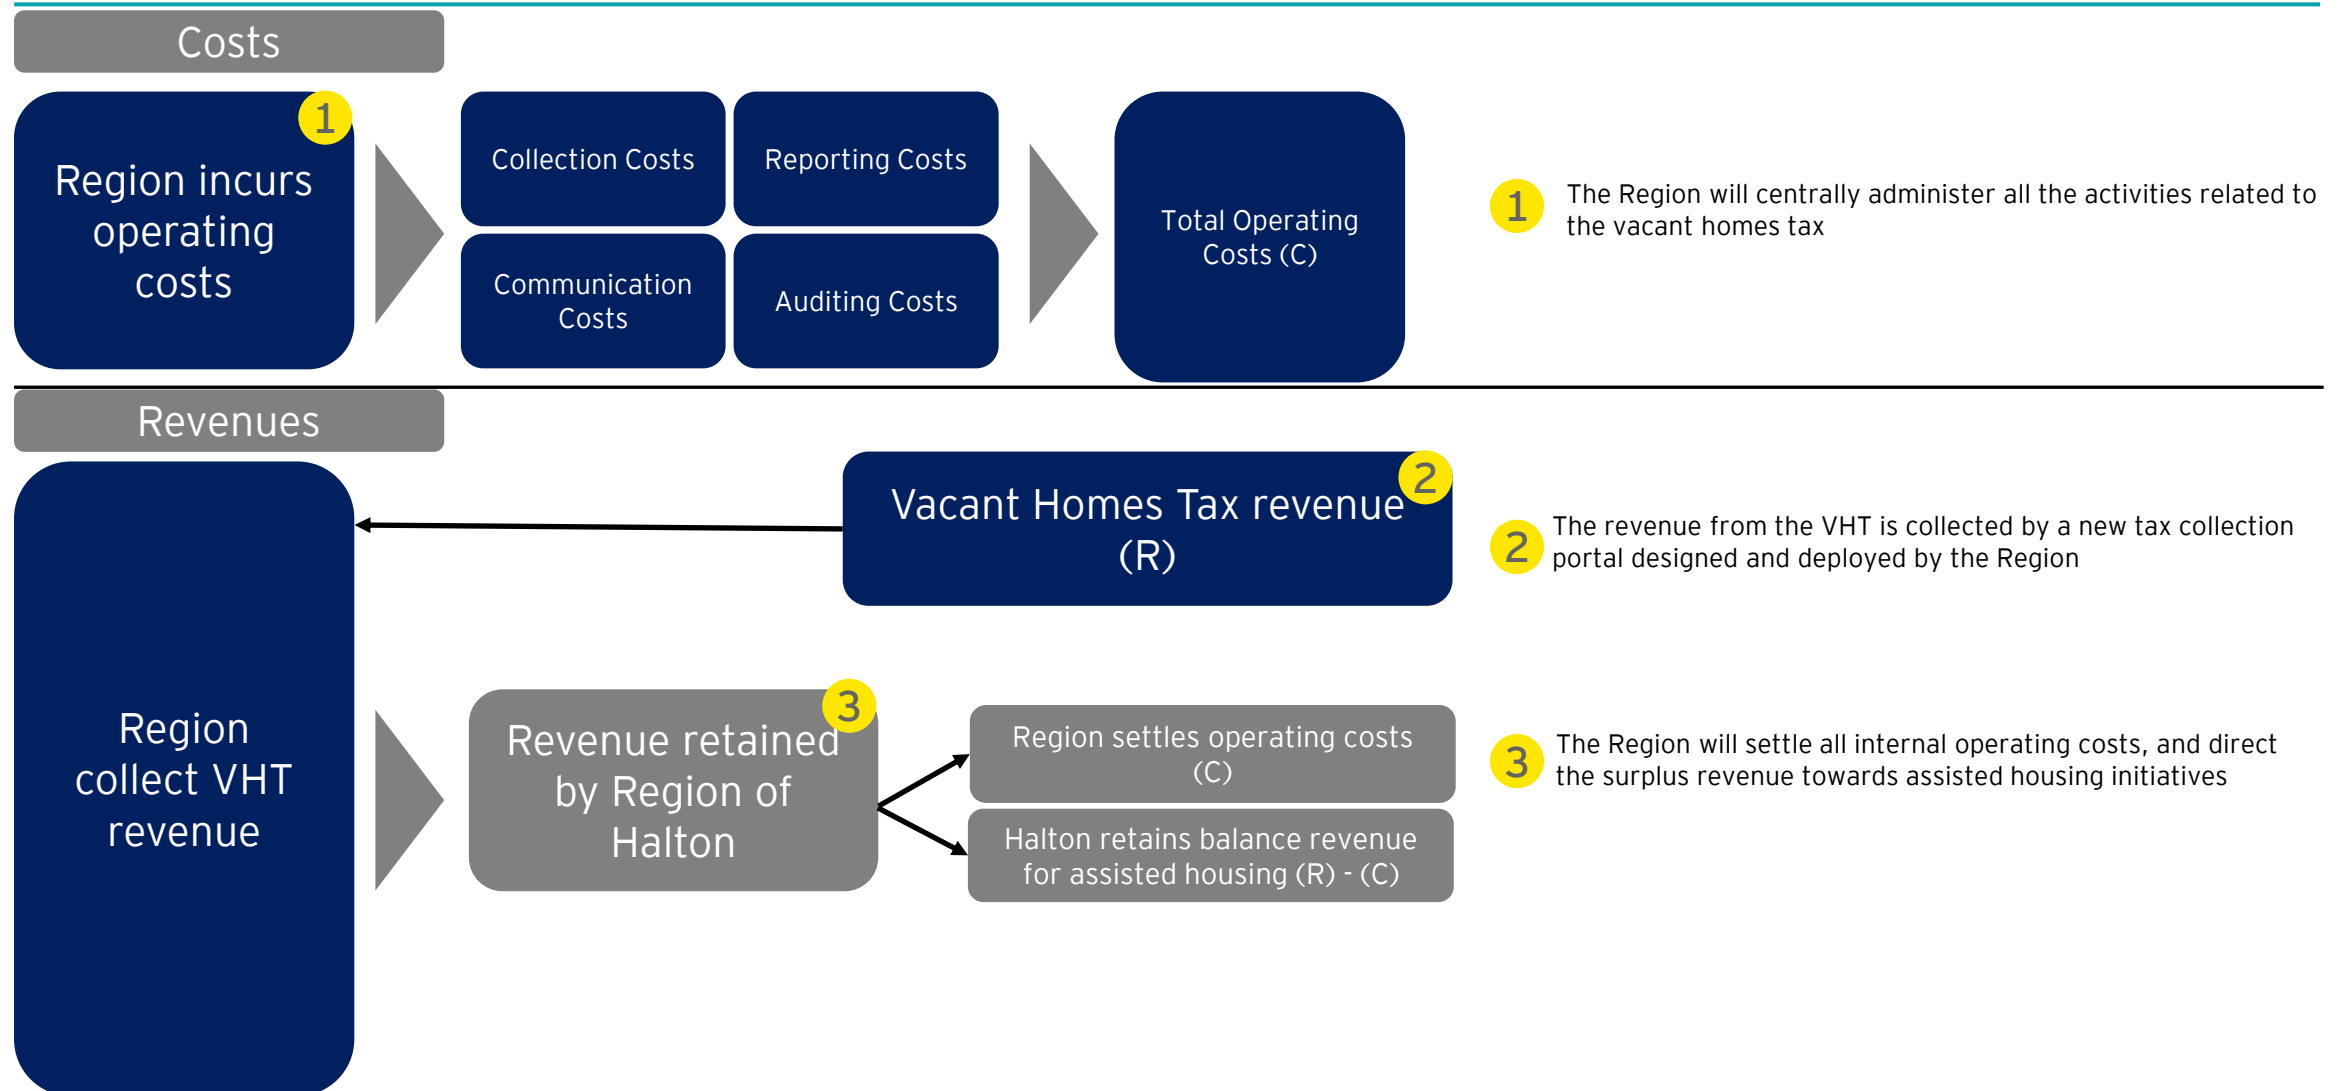 Costs
1
Region incurs
operating
costs
Collection Costs
Reporting Costs
Communication
Costs
Auditing Costs
Total Operating
Costs (C)
1
The Region will centrally administer all the activities related to
the vacant homes tax
Revenues
Region
collect VHT
revenue
2
Vacant Homes Tax revenue
(R)
2
The revenue from the VHT is collected by a new tax collection
portal designed and deployed by the Region
3
Revenue retained
by Region of
Halton
Region settles operating costs
(C)
Halton retains balance revenue
for assisted housing (R) - (C)
3
The Region will settle all internal operating costs, and direct
the surplus revenue towards assisted housing initiatives